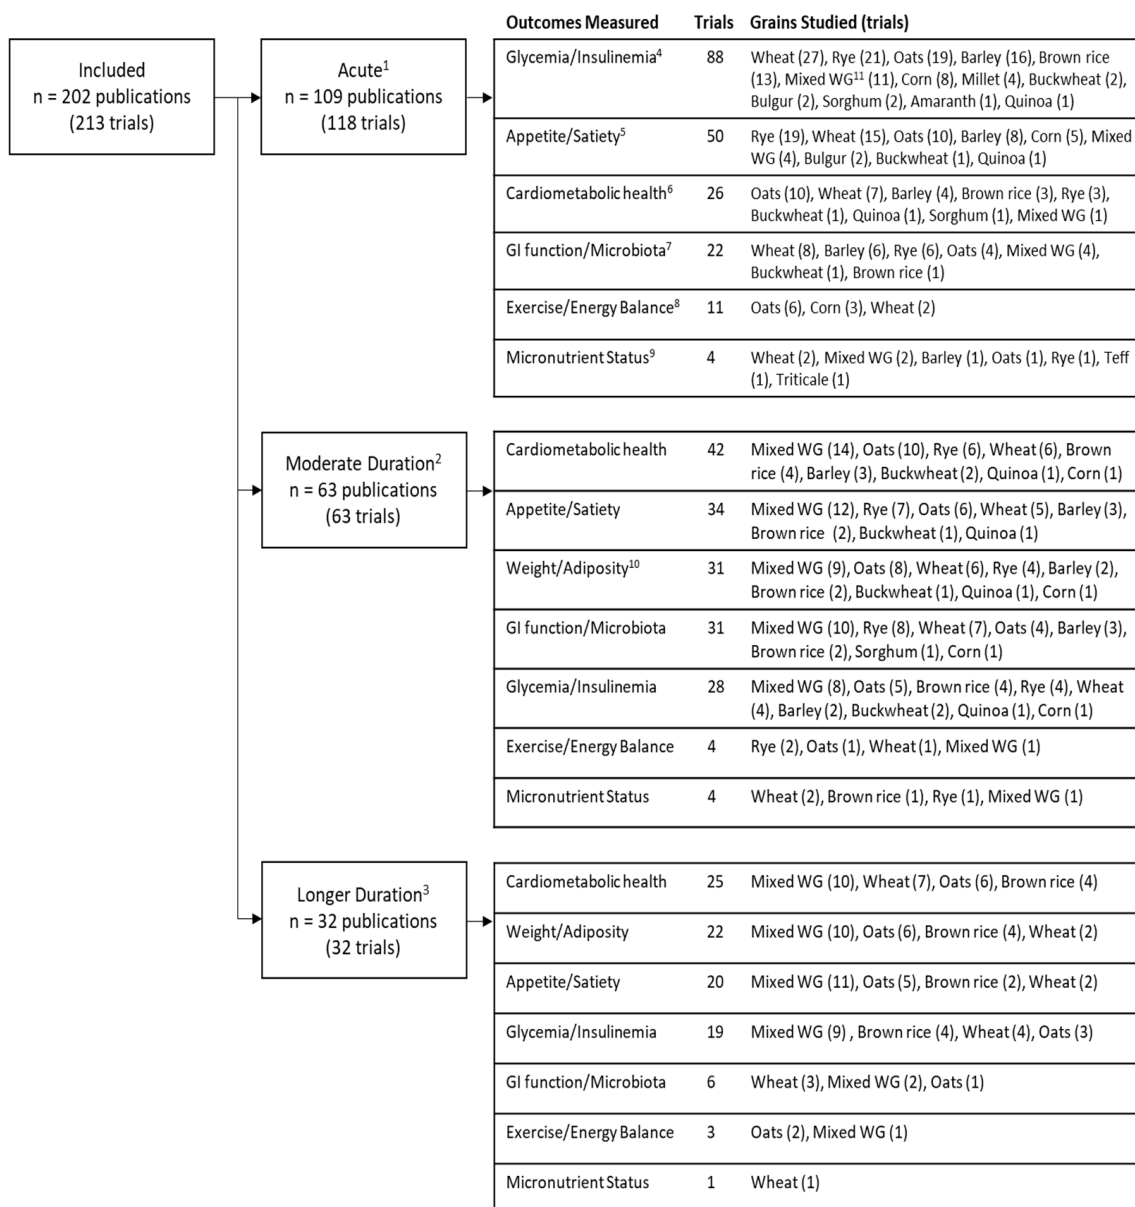 Outcomes Measured Trials Grains Studied (trials)
Included
n = 202 publications
(213 trials)
Acute1
n = 109 publications
(118 trials)
Glycemia/Insulinemia4 88 Wheat (27), Rye (21), Oats (19), Barley (16), Brown rice
(13), Mixed WG11 (11), Corn (8), Millet (4), Buckwheat (2),
Bulgur (2), Sorghum (2), Amaranth (1), Quinoa (1)
Appetite/Satiety5 50 Rye (19), Wheat (15), Oats (10), Barley (8), Corn (5), Mixed
WG (4), Bulgur (2), Buckwheat (1), Quinoa (1)
Cardiometabolic health6 26 Oats (10), Wheat (7), Barley (4), Brown rice (3), Rye (3),
Buckwheat (1), Quinoa (1), Sorghum (1), Mixed WG (1)
GI function/Microbiota7 22 Wheat (8), Barley (6), Rye (6), Oats (4), Mixed WG (4),
Buckwheat (1), Brown rice (1)
Exercise/Energy Balance8 11 Oats (6), Corn (3), Wheat (2)
Micronutrient Status9 4 Wheat (2), Mixed WG (2), Barley (1), Oats (1), Rye (1), Teff
(1), Triticale (1)
Moderate Duration2
n = 63 publications
(63 trials)
Cardiometabolic health 42 Mixed WG (14), Oats (10), Rye (6), Wheat (6), Brown
rice (4), Barley (3), Buckwheat (2), Quinoa (1), Corn (1)
Appetite/Satiety 34 Mixed WG (12), Rye (7), Oats (6), Wheat (5), Barley (3),
Brown rice (2), Buckwheat (1), Quinoa (1)
Weight/Adiposity10 31 Mixed WG (9), Oats (8), Wheat (6), Rye (4), Barley (2),
Brown rice (2), Buckwheat (1), Quinoa (1), Corn (1)
GI function/Microbiota 31 Mixed WG (10), Rye (8), Wheat (7), Oats (4), Barley (3),
Brown rice (2), Sorghum (1), Corn (1)
Glycemia/Insulinemia 28 Mixed WG (8), Oats (5), Brown rice (4), Rye (4), Wheat
(4), Barley (2), Buckwheat (2), Quinoa (1), Corn (1)
Exercise/Energy Balance 4 Rye (2), Oats (1), Wheat (1), Mixed WG (1)
Micronutrient Status 4 Wheat (2), Brown rice (1), Rye (1), Mixed WG (1)
Longer Duration3
n = 32 publications
(32 trials)
Cardiometabolic health 25 Mixed WG (10), Wheat (7), Oats (6), Brown rice (4)
Weight/Adiposity 22 Mixed WG (10), Oats (6), Brown rice (4), Wheat (2)
Appetite/Satiety 20 Mixed WG (11), Oats (5), Brown rice (2), Wheat (2)
Glycemia/Insulinemia 19 Mixed WG (9) , Brown rice (4), Wheat (4), Oats (3)
GI function/Microbiota 6 Wheat (3), Mixed WG (2), Oats (1)
Exercise/Energy Balance 3 Oats (2), Mixed WG (1)
Micronutrient Status 1 Wheat (1)